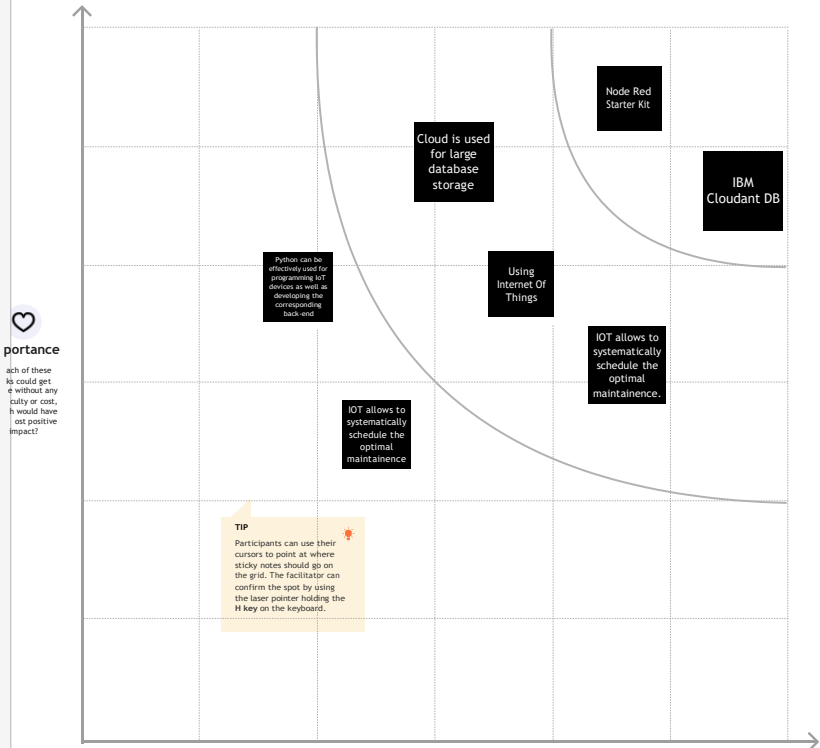 Node Red
Starter Kit
Cloud is used
for large
database
storage
IBM
Cloudant DB
Python can be
effectively used for
programming IoT
devices as well as
developing the
corresponding
back-end
Using
Internet Of
Things
IOT allows to
systematically
schedule the
optimal
maintainence.
IOT allows to
systematically
schedule the
optimal
maintainence
portance
ach of these
ks could get
e without any
culty or cost,
h would have
ost positive
impact?
TIP
Participants can use their
cursors to point at where
sticky notes should go on
the grid. The facilitator can
confirm the spot by using
the laser pointer holding the
H key on the keyboard.